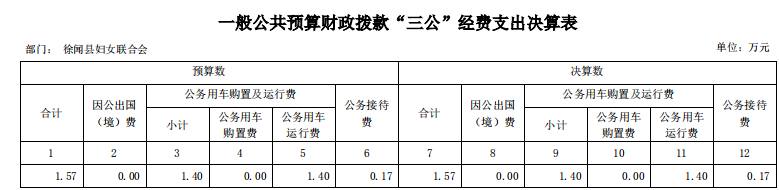 一般公共预算财政拨款“三公”经费支出决算表
部门： 徐闻县妇女联合会 单位：万元
预算数 决算数
合计 因公出国（境）费 公务用车购置及运行费 公务接待费 合计 因公出国（境）费 公务用车购置及运行费 公务接待费
小计 公务用车购置费 公务用车运行费 小计 公务用车购置费 公务用车运行费
1 2 3 4 5 6 7 8 9 10 11 12
1.57 0.00 1.40 0.00 1.40 0.17 1.57 0.00 1.40 0.00 1.40 0.17